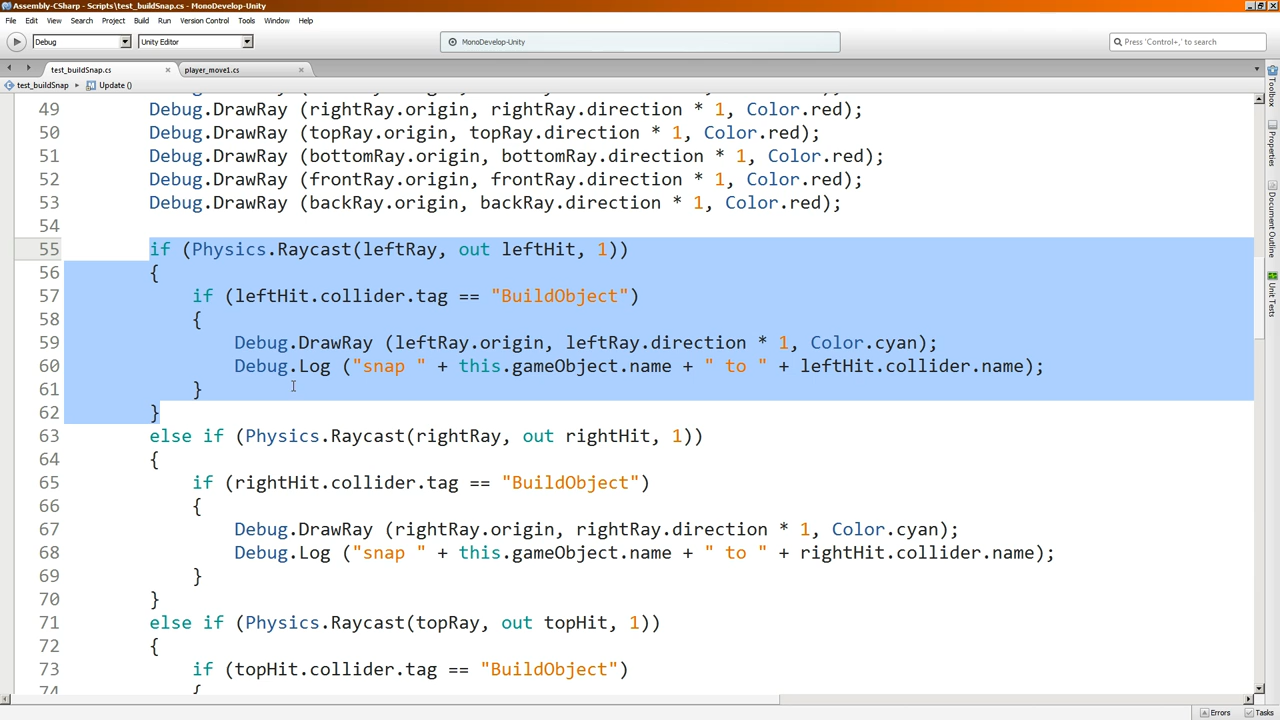 Assembly-CSharp - Scripts\test_buildSnap.cs - MonoDevelop-Unity
File Edit View Search Project Build Run Version Control Tools Window Help
Debug Unity Editor MonoDevelop-Unity Press 'Control+,' to search
test_buildSnap.cs player_move1.cs
test_buildSnap Update ()
49 Debug.DrawRay (rightRay.origin, rightRay.direction * 1, Color.red);
50 Debug.DrawRay (topRay.origin, topRay.direction * 1, Color.red);
51 Debug.DrawRay (bottomRay.origin, bottomRay.direction * 1, Color.red);
52 Debug.DrawRay (frontRay.origin, frontRay.direction * 1, Color.red);
53 Debug.DrawRay (backRay.origin, backRay.direction * 1, Color.red);
54
55 if (Physics.Raycast(leftRay, out leftHit, 1))
56 {
57 if (leftHit.collider.tag == "BuildObject")
58 {
59 Debug.DrawRay (leftRay.origin, leftRay.direction * 1, Color.cyan);
60 Debug.Log ("snap " + this.gameObject.name + " to " + leftHit.collider.name);
61 }
62 }
63 else if (Physics.Raycast(rightRay, out rightHit, 1))
64 {
65 if (rightHit.collider.tag == "BuildObject")
66 {
67 Debug.DrawRay (rightRay.origin, rightRay.direction * 1, Color.cyan);
68 Debug.Log ("snap " + this.gameObject.name + " to " + rightHit.collider.name);
69 }
70 }
71 else if (Physics.Raycast(topRay, out topHit, 1))
72 {
73 if (topHit.collider.tag == "BuildObject")
74 {
Toolbox
Properties
Document Outline
Unit Tests
Errors Tasks